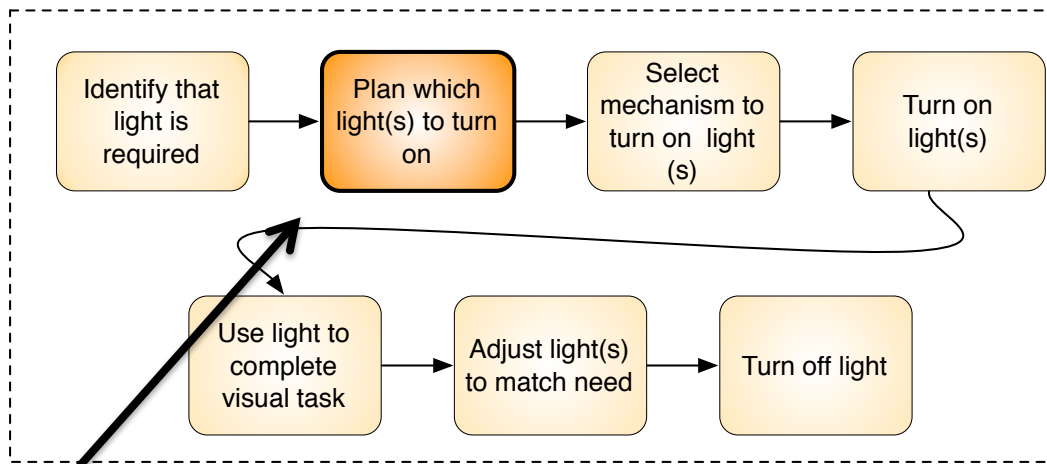 Identify that
light is
required
Plan which
light(s) to turn
on
Select
mechanism to
turn on light
(s)
Turn on
light(s)
Use light to
complete
visual task
Adjust light(s)
to match need
Turn off light